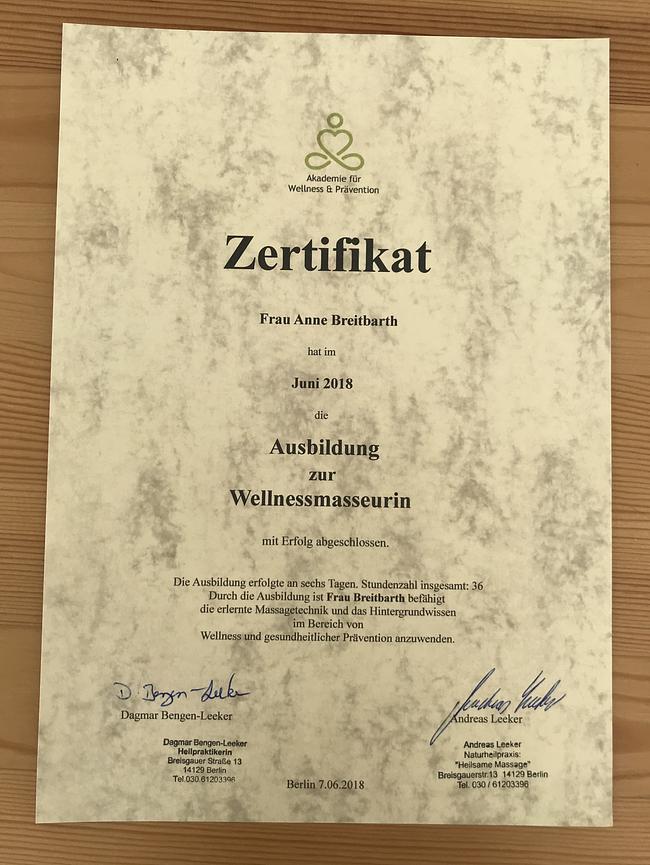 Akademie für
Wellness & Prävention
Zertifikat
Frau Anne Breitbarth
hat im
Juni 2018
die
Ausbildung
zur
Wellnessmasseurin
mit Erfolg abgeschlossen.
Die Ausbildung erfolgte an sechs Tagen. Stundenzahl insgesamt: 36
Durch die Ausbildung ist Frau Breitbarth befähigt
die erlernte Massagetechnik und das Hintergrundwissen
im Bereich von
Wellness und gesundheitlicher Prävention anzuwenden.
D. Bengen-Leeker
Dagmar Bengen-Leeker
Dagmar Bengen-Leeker
Heilpraktikerin
Breisgauer Straße 13
14129 Berlin
Tel.030.61203396
Berlin 7.06.2018
Andreas Leeker
Andreas Leeker
Andreas Leeker
Naturheilpraxis:
"Heilsame Massage"
Breisgauerstr.13 14129 Berlin
Tel. 030 / 61203396